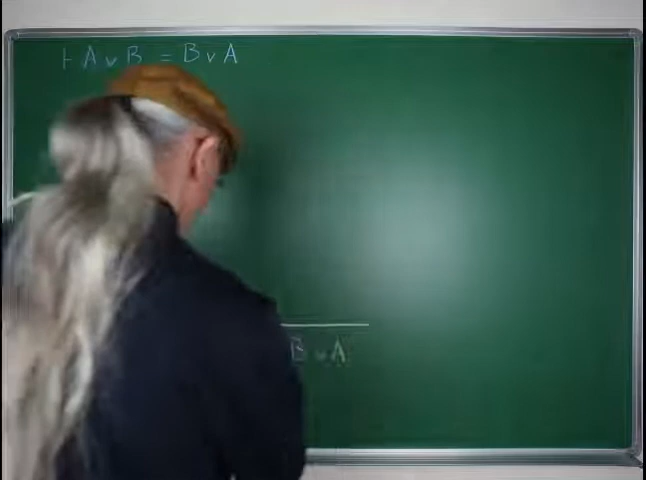 ⊢ A ∨ B = B ∨ A
B ∨ A